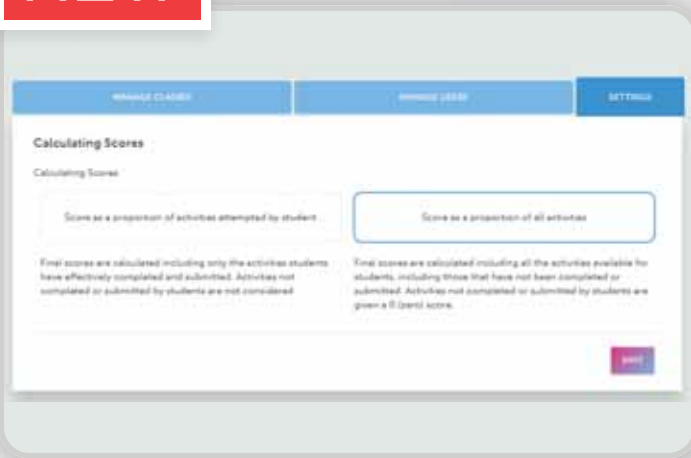 MANAGE CLASSES
MANAGE USERS
SETTINGS
Calculating Scores
Calculating Scores
Score as a proportion of activities attempted by student
Score as a proportion of all activities
Final scores are calculated including only the activities students
have effectively completed and submitted. Activities not
completed or submitted by students are not considered
Final scores are calculated including all the activities available for
students, including those that have not been completed or
submitted. Activities not completed or submitted by students are
given a 0 (zero) score.
SAVE